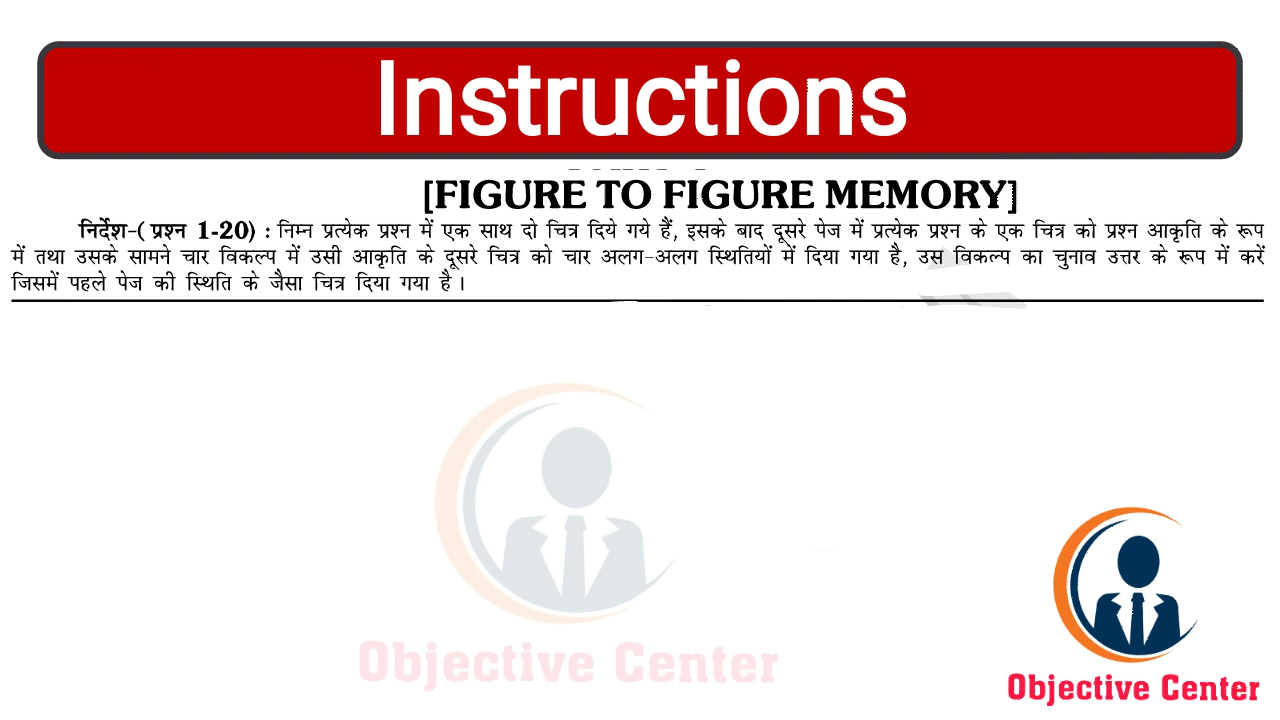 Instructions
[FIGURE TO FIGURE MEMORY]
निर्देश-( प्रश्न 1-20) : निम्न प्रत्येक प्रश्न में एक साथ दो चित्र दिये गये हैं, इसके बाद दूसरे पेज में प्रत्येक प्रश्न के एक चित्र को प्रश्न आकृति के रूप
में तथा उसके सामने चार विकल्प में उसी आकृति के दूसरे चित्र को चार अलग-अलग स्थितियों में दिया गया है, उस विकल्प का चुनाव उत्तर के रूप में करें
जिसमें पहले पेज की स्थिति के जैसा चित्र दिया गया है।
Objective Center
Objective Center